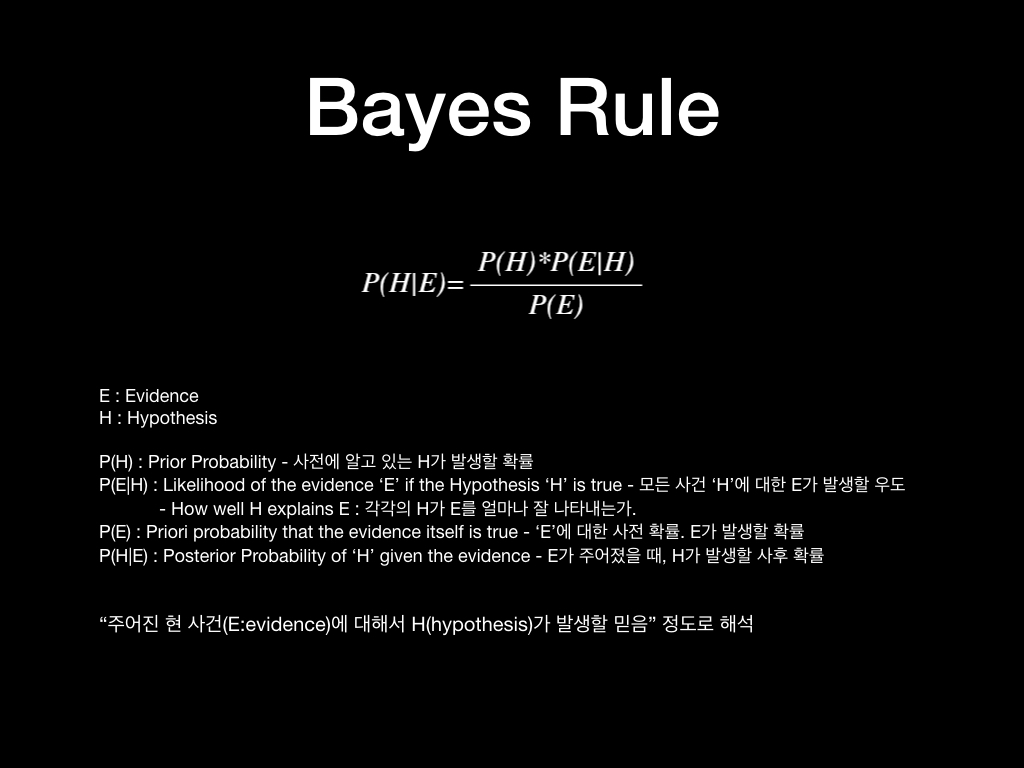 Bayes Rule
P(H|E)= P(H)*P(E|H) / P(E)
E : Evidence
H : Hypothesis
P(H) : Prior Probability - 사전에 알고 있는 H가 발생할 확률
P(E|H) : Likelihood of the evidence ‘E’ if the Hypothesis ‘H’ is true - 모든 사건 ‘H’에 대한 E가 발생할 우도
- How well H explains E : 각각의 H가 E를 얼마나 잘 나타내는가.
P(E) : Priori probability that the evidence itself is true - ‘E’에 대한 사전 확률. E가 발생할 확률
P(H|E) : Posterior Probability of ‘H’ given the evidence - E가 주어졌을 때, H가 발생할 사후 확률
“주어진 현 사건(E:evidence)에 대해서 H(hypothesis)가 발생할 믿음” 정도로 해석